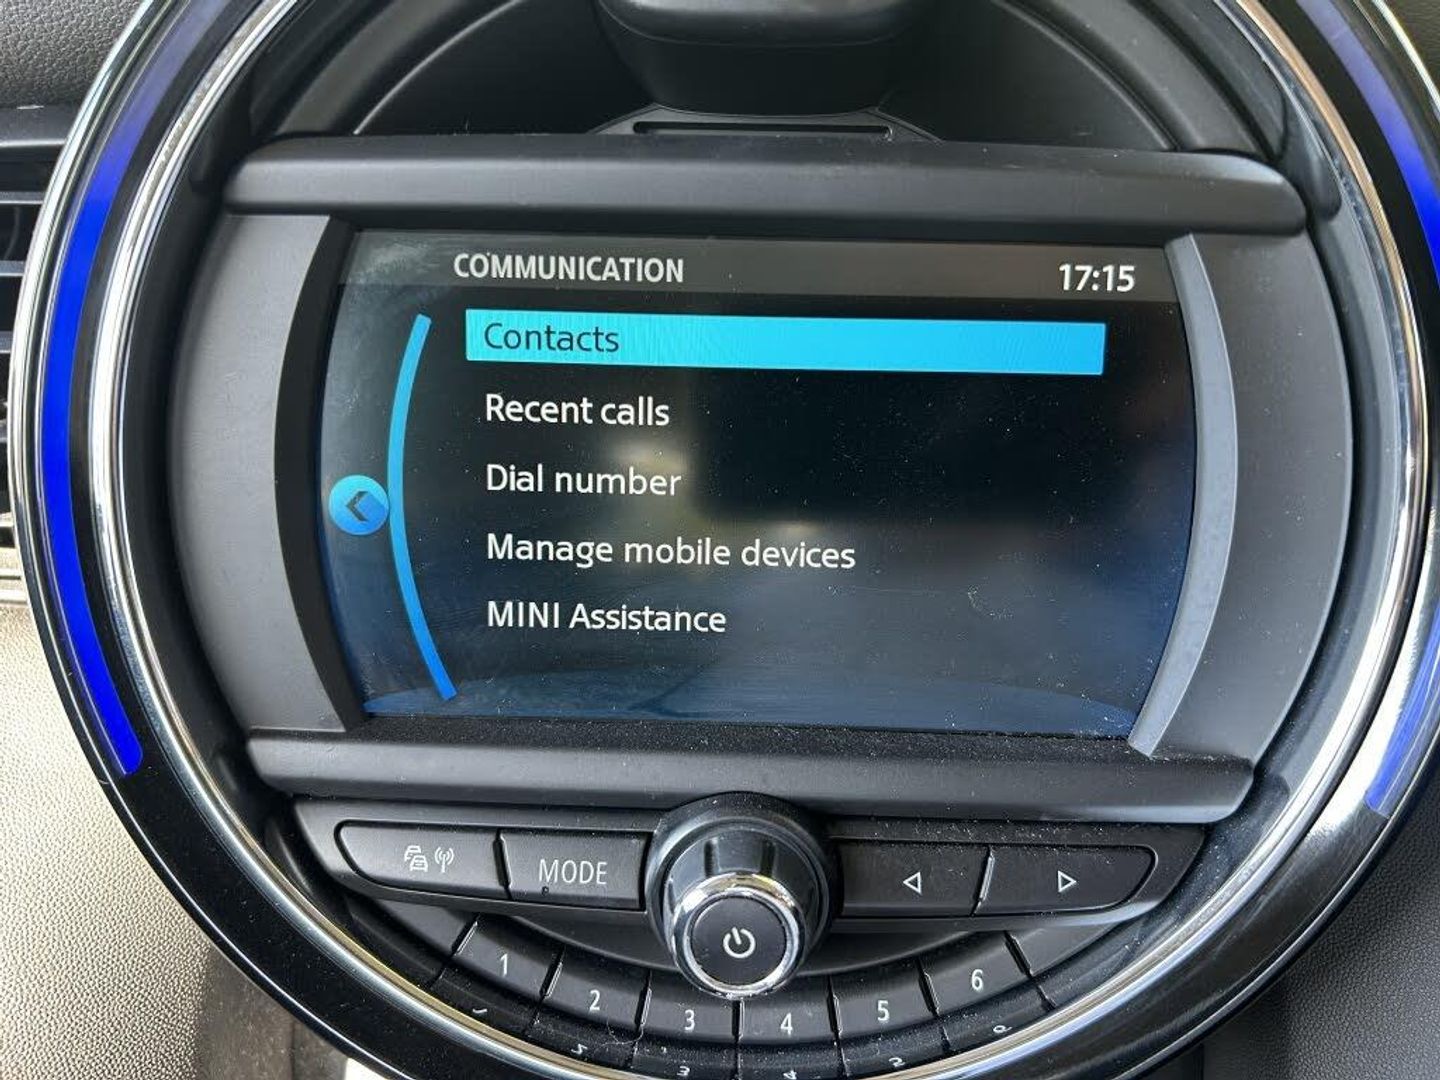 COMMUNICATION 17:15
Contacts
Recent calls
Dial number
Manage mobile devices
MINI Assistance
MODE
1 2 3 4 5 6